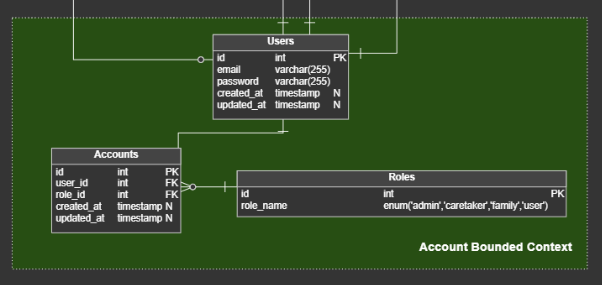 Users
id int PK
email varchar(255)
password varchar(255)
created_at timestamp N
updated_at timestamp N
Accounts
id int PK
user_id int FK
role_id int FK
created_at timestamp N
updated_at timestamp N
Roles
id int PK
role_name enum('admin','caretaker','family','user')
Account Bounded Context